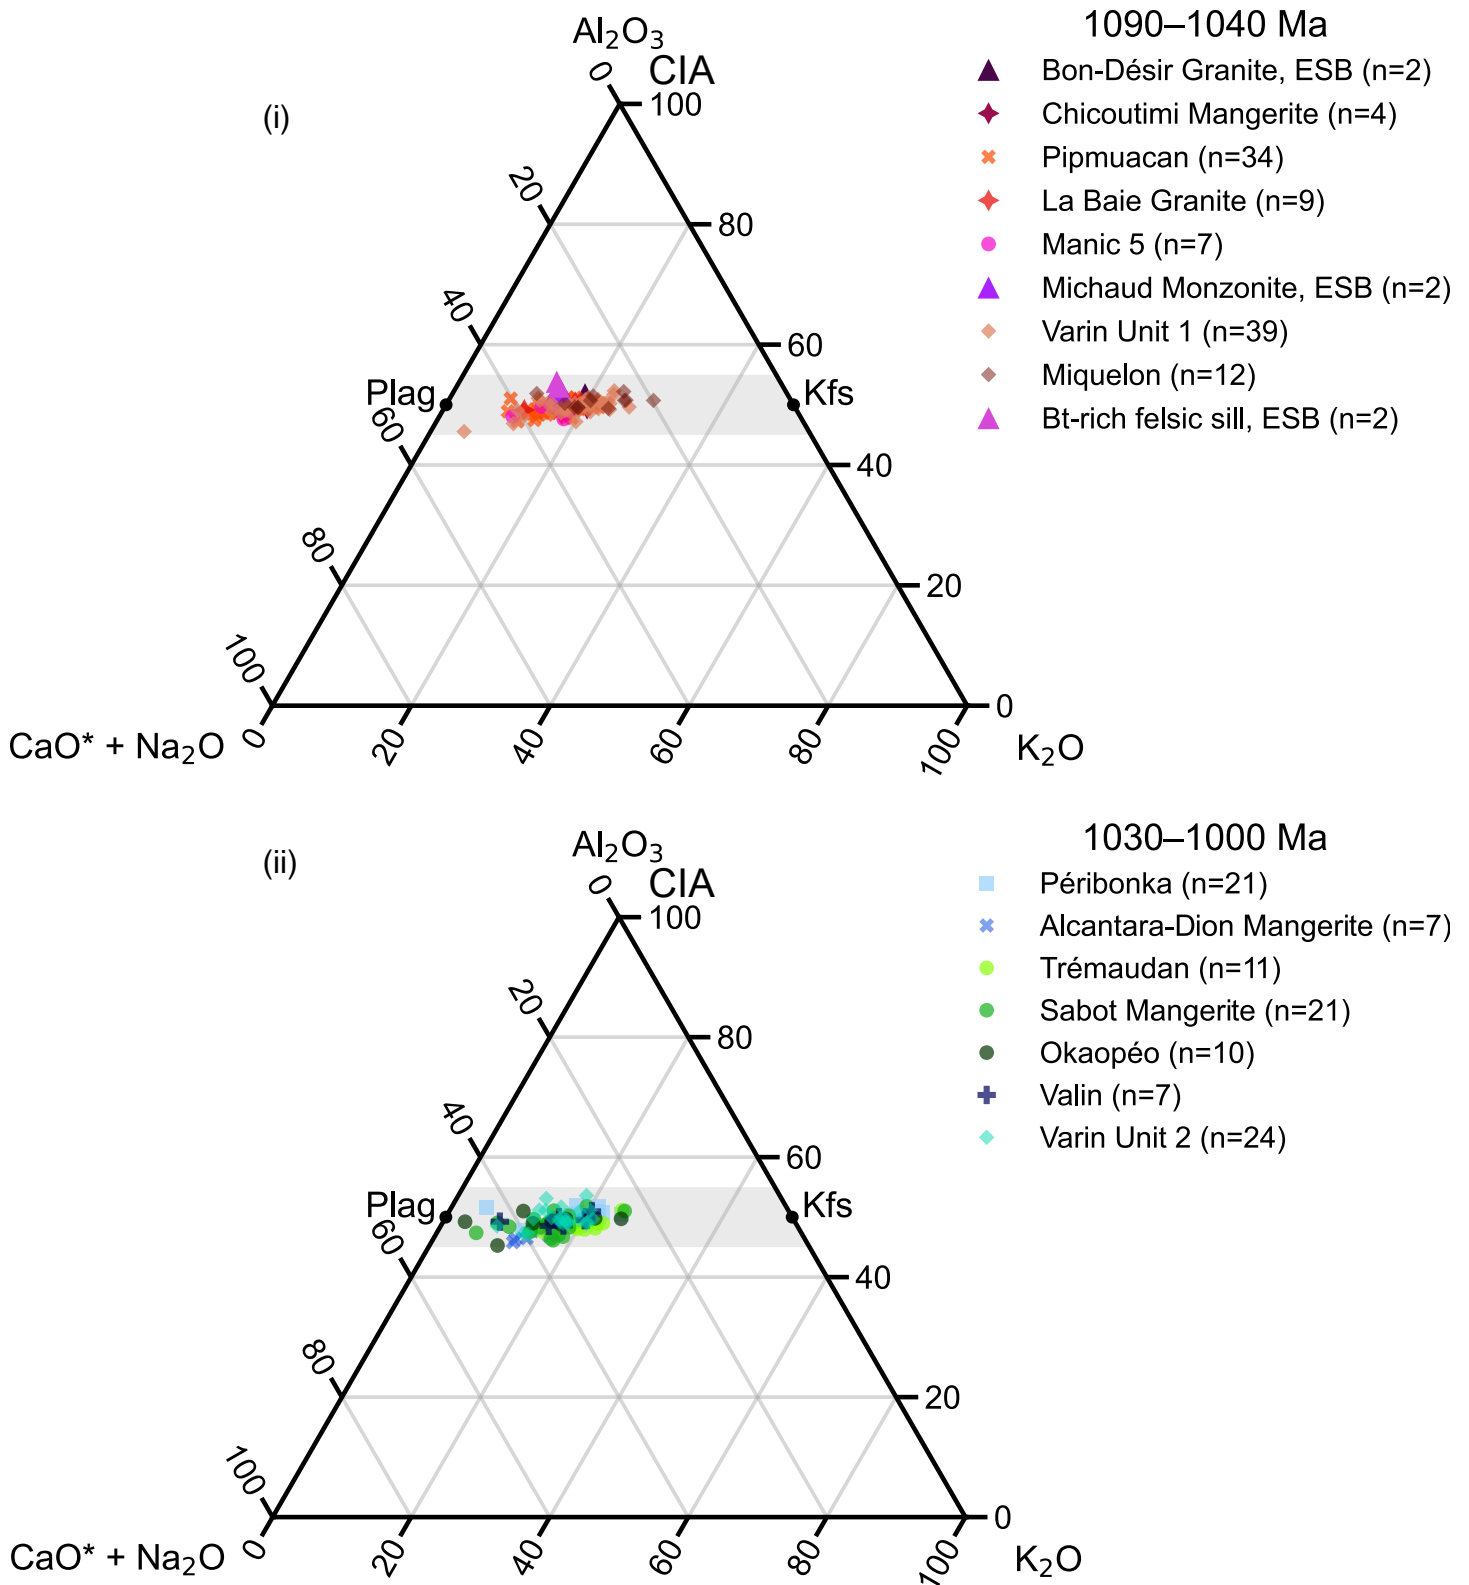 (i)
Al₂O₃
CIA
0
100
20
80
40
60
Plag
Kfs
60
40
80
20
100
0
CaO* + Na₂O
0
20
40
60
80
100
K₂O
1090–1040 Ma
Bon-Désir Granite, ESB (n=2)
Chicoutimi Mangerite (n=4)
Pipmuacan (n=34)
La Baie Granite (n=9)
Manic 5 (n=7)
Michaud Monzonite, ESB (n=2)
Varin Unit 1 (n=39)
Miquelon (n=12)
Bt-rich felsic sill, ESB (n=2)
(ii)
Al₂O₃
CIA
0
100
20
80
40
60
Plag
Kfs
60
40
80
20
100
0
CaO* + Na₂O
0
20
40
60
80
100
K₂O
1030–1000 Ma
Péribonka (n=21)
Alcantara-Dion Mangerite (n=7)
Trémaudan (n=11)
Sabot Mangerite (n=21)
Okaopéo (n=10)
Valin (n=7)
Varin Unit 2 (n=24)